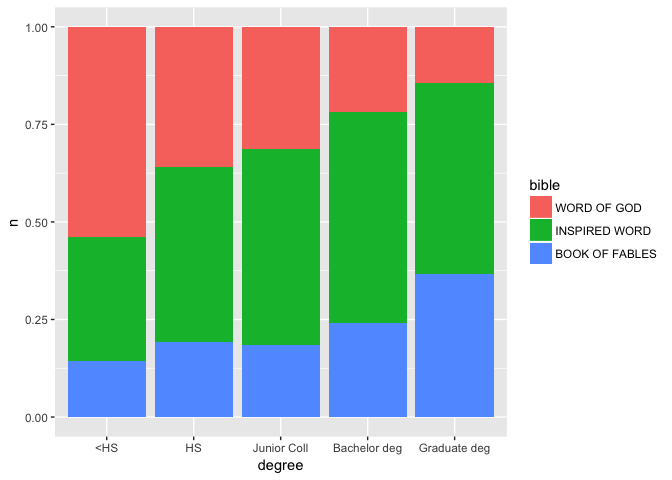 1.00
0.75
0.50
0.25
0.00
n
<HS
HS
Junior Coll
Bachelor deg
Graduate deg
degree
bible
WORD OF GOD
INSPIRED WORD
BOOK OF FABLES